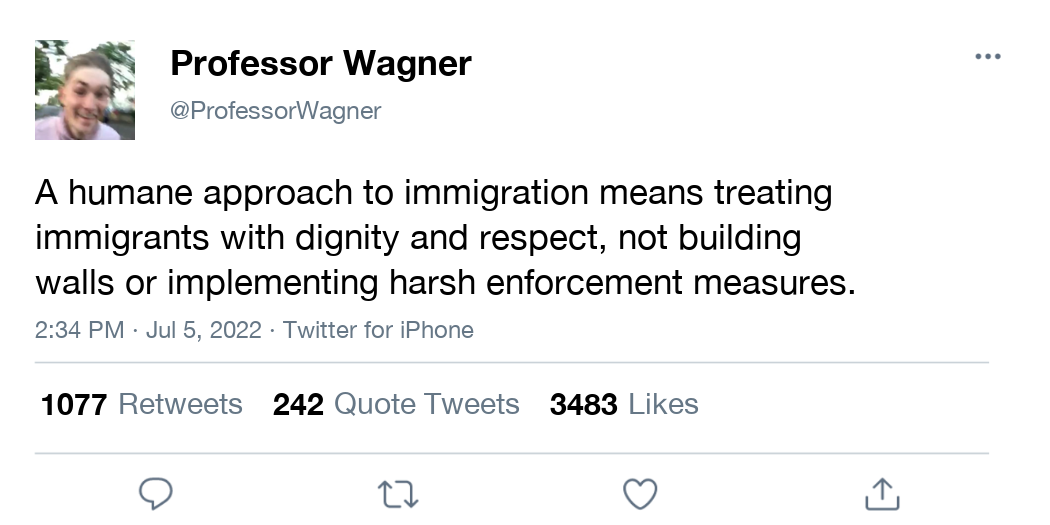 Professor Wagner
@ProfessorWagner
A humane approach to immigration means treating
immigrants with dignity and respect, not building
walls or implementing harsh enforcement measures.
2:34 PM · Jul 5, 2022 · Twitter for iPhone
1077 Retweets 242 Quote Tweets 3483 Likes